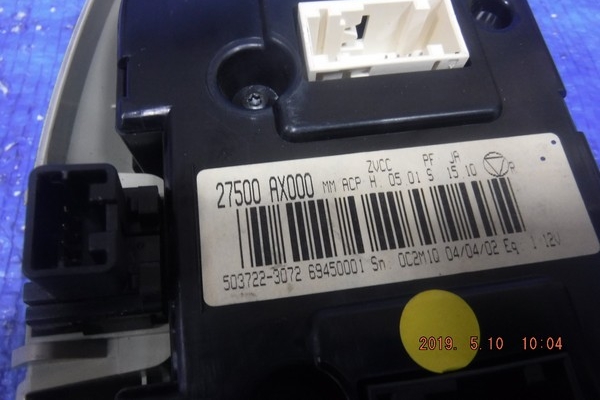 ZVCC PF JA
27500 AX000 MM ACP H. 05 01 S 15 10 R
503722-3072 69450001 Sn 0C2M10 04/04/02 Eq 1 12V
2019. 5.10 10:04